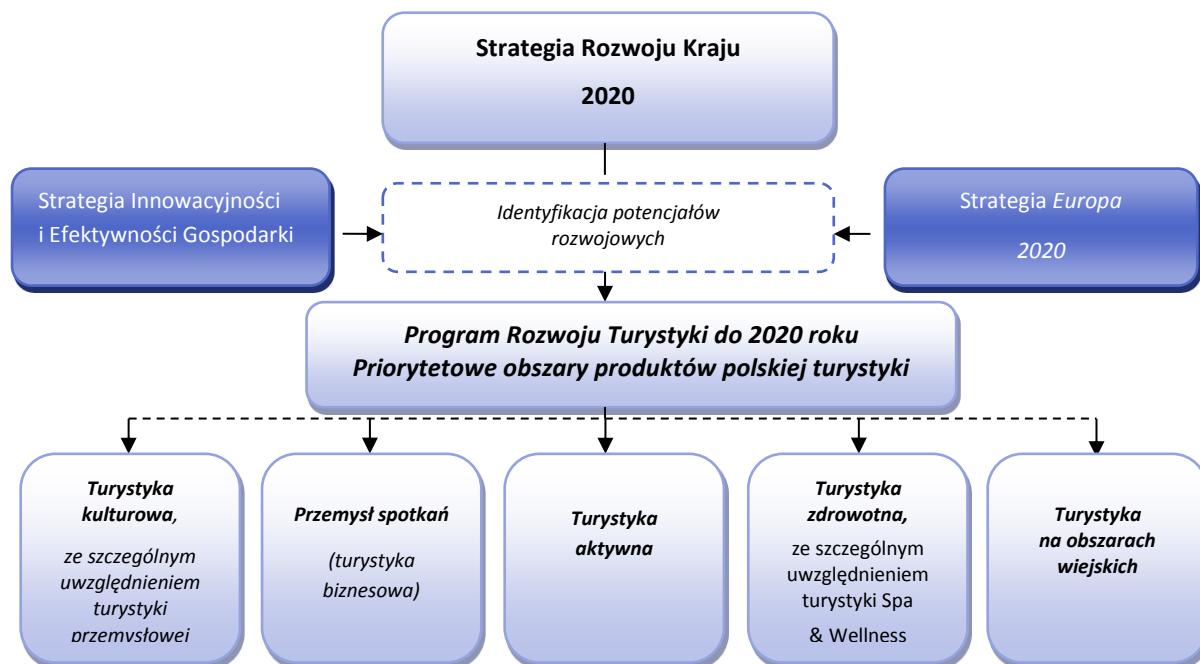 Strategia Rozwoju Kraju
2020
Strategia Innowacyjności
i Efektywności Gospodarki
Identyfikacja potencjałów
rozwojowych
Strategia Europa
2020
Program Rozwoju Turystyki do 2020 roku
Priorytetowe obszary produktów polskiej turystyki
Turystyka
kulturowa,
ze szczególnym
uwzględnieniem
turystyki
przemysłowej
Przemysł spotkań
(turystyka
biznesowa)
Turystyka
aktywna
Turystyka
zdrowotna,
ze szczególnym
uwzględnieniem
turystyki Spa
& Wellness
Turystyka
na obszarach
wiejskich